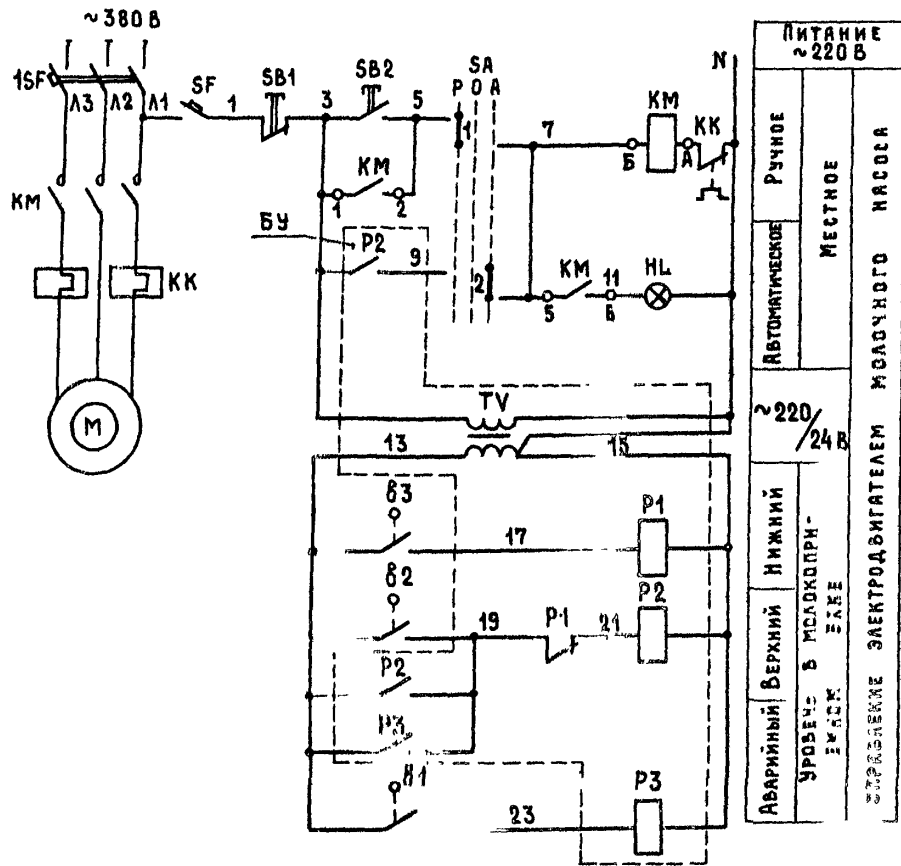 ~380 В
1SF
Л3
Л2
Л1
SF
1
SB1
3
SB2
5
SA
Р О А
1
7
N
КМ
КК
Б
А
КМ
КМ
1
2
БУ
Р2
9
2
КМ
11
HL
5
6
КК
М
TV
13
15
в3
17
Р1
в2
19
Р1
21
Р2
Р2
Р3
23
Р3
Питание
~220 В
Ручное
Автоматическое
Местное
~220/24 В
Нижний
Верхний
Аварийный
Уровень в молокопри-
Управление электродвигателем молочного насоса